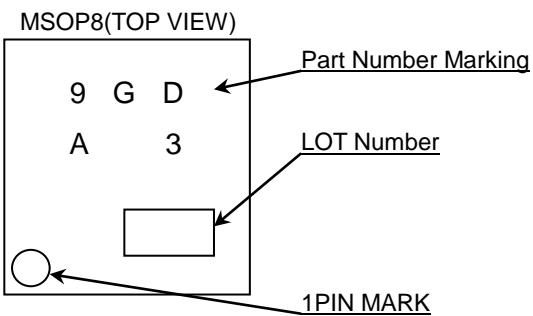 MSOP8(TOP VIEW)
Part Number Marking
9 G D
A 3
LOT Number
1PIN MARK